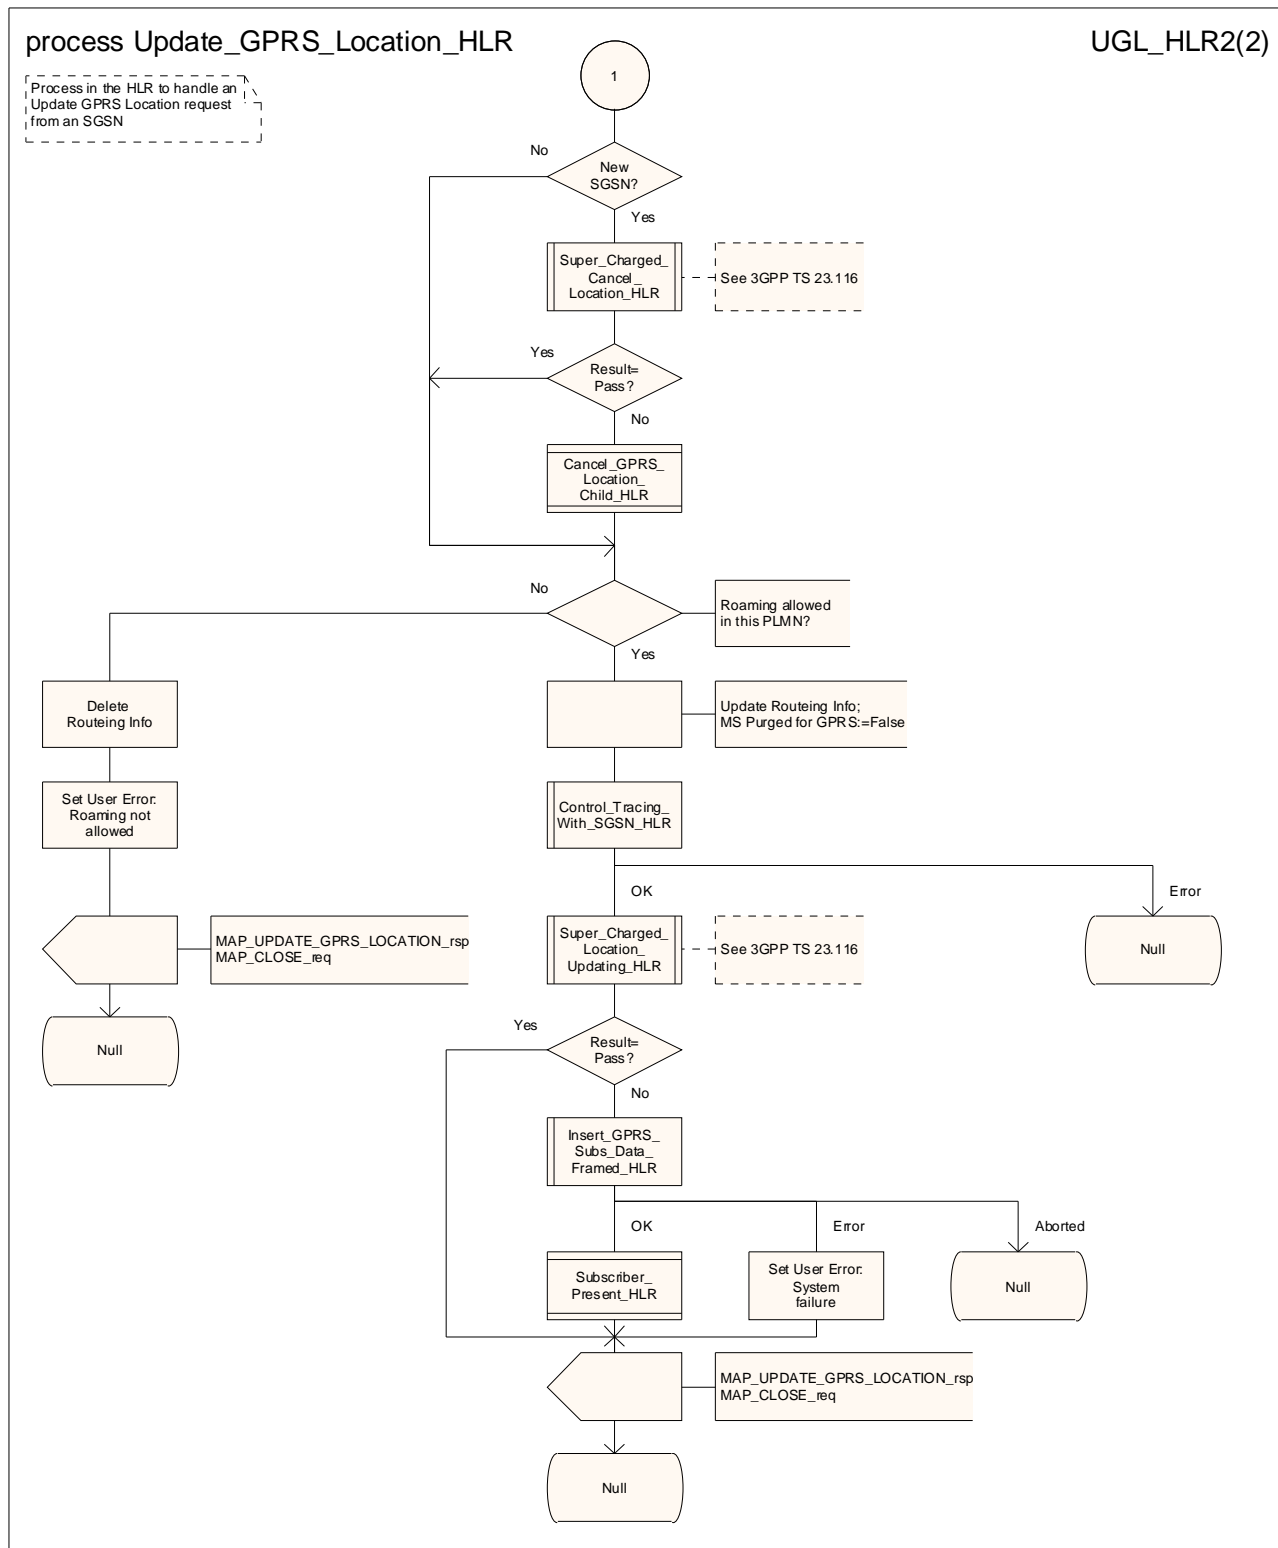 process Update_GPRS_Location_HLR
UGL_HLR2(2)
Process in the HLR to handle an
Update GPRS Location request
from an SGSN
1
No
New
SGSN?
Yes
Super_Charged_
Cancel_
Location_HLR
See 3GPP TS 23.116
Yes
Result=
Pass?
No
Cancel_GPRS_
Location_
Child_HLR
No
Roaming allowed
in this PLMN?
Yes
Delete
Routeing Info
Update Routeing Info;
MS Purged for GPRS:=False
Set User Error:
Roaming not
allowed
Control_Tracing_
With_SGSN_HLR
OK
Error
MAP_UPDATE_GPRS_LOCATION_rsp
MAP_CLOSE_req
Super_Charged_
Location_
Updating_HLR
See 3GPP TS 23.116
Null
Null
Yes
Result=
Pass?
No
Insert_GPRS_
Subs_Data_
Framed_HLR
OK
Error
Aborted
Subscriber_
Present_HLR
Set User Error:
System
failure
Null
MAP_UPDATE_GPRS_LOCATION_rsp
MAP_CLOSE_req
Null